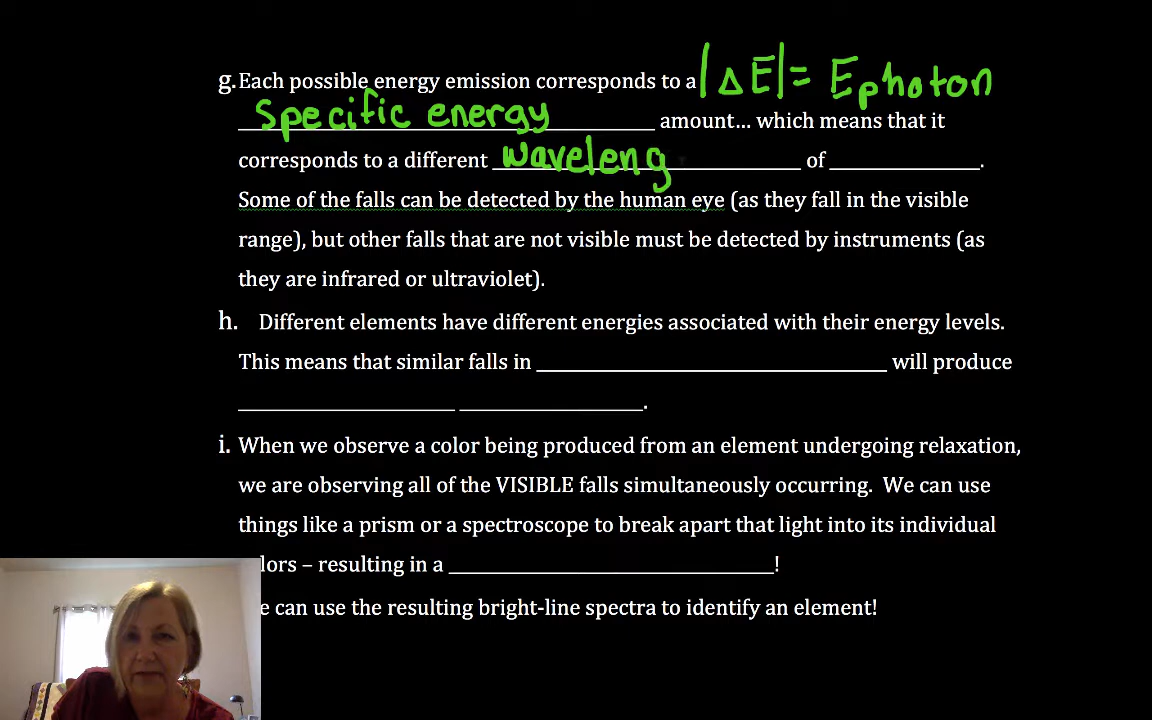 g. Each possible energy emission corresponds to a |ΔE| = Ephoton
specific energy amount… which means that it
corresponds to a different waveleng of ______________.
Some of the falls can be detected by the human eye (as they fall in the visible
range), but other falls that are not visible must be detected by instruments (as
they are infrared or ultraviolet).
h. Different elements have different energies associated with their energy levels.
This means that similar falls in ______________ will produce
______________ ______________.
i. When we observe a color being produced from an element undergoing relaxation,
we are observing all of the VISIBLE falls simultaneously occurring. We can use
things like a prism or a spectroscope to break apart that light into its individual
lors – resulting in a ______________!
e can use the resulting bright-line spectra to identify an element!